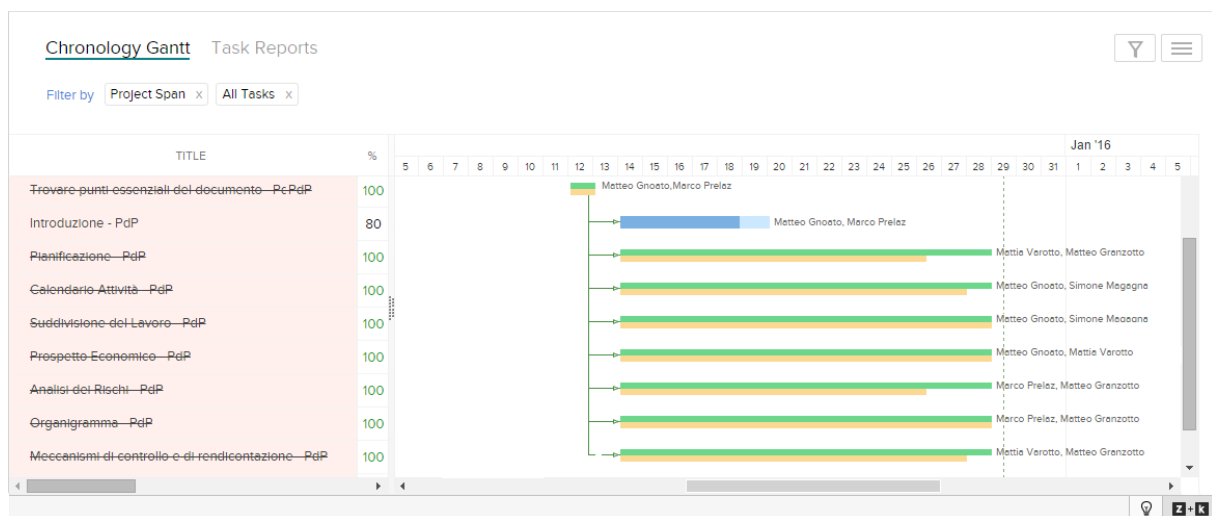 Chronology Gantt Task Reports
Filter by Project Span x All Tasks x
TITLE %
Jan '16
5 6 7 8 9 10 11 12 13 14 15 16 17 18 19 20 21 22 23 24 25 26 27 28 29 30 31 1 2 3 4 5
Trovare punti essenziali del documento - PdP 100 Matteo Gnoato,Marco Prelaz
Introduzione - PdP 80 Matteo Gnoato, Marco Prelaz
Pianificazione - PdP 100 Mattia Varotto, Matteo Granzotto
Calendario Attività - PdP 100 Matteo Gnoato, Simone Magagna
Suddivisione del Lavoro - PdP 100 Matteo Gnoato, Simone Magagna
Prospetto Economico - PdP 100 Matteo Gnoato, Mattia Varotto
Analisi dei Rischi - PdP 100 Marco Prelaz, Matteo Granzotto
Organigramma - PdP 100 Marco Prelaz, Matteo Granzotto
Meccanismi di controllo e di rendicontazione - PdP 100 Mattia Varotto, Matteo Granzotto
z + k